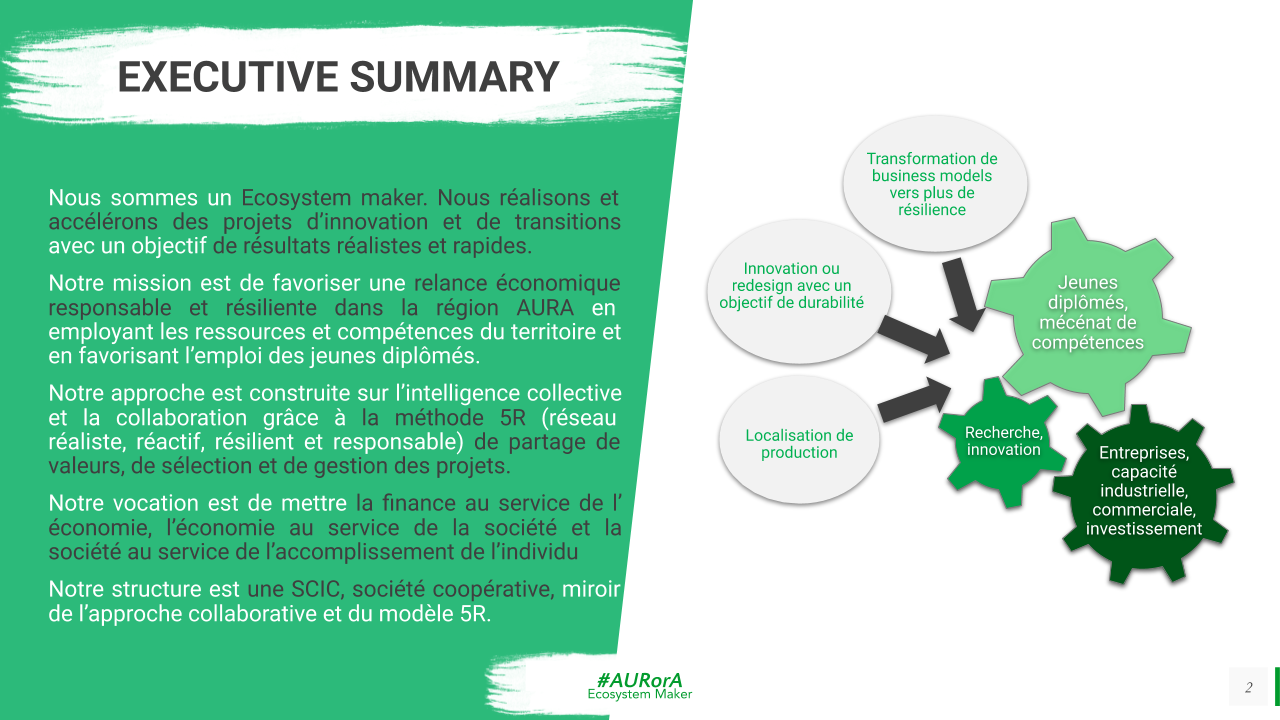 EXECUTIVE SUMMARY
Nous sommes un Ecosystem maker. Nous réalisons et
accélérons des projets d’innovation et de transitions
avec un objectif de résultats réalistes et rapides.
Notre mission est de favoriser une relance économique
responsable et résiliente dans la région AURA en
employant les ressources et compétences du territoire et
en favorisant l’emploi des jeunes diplômés.
Notre approche est construite sur l’intelligence collective
et la collaboration grâce à la méthode 5R (réseau
réaliste, réactif, résilient et responsable) de partage de
valeurs, de sélection et de gestion des projets.
Notre vocation est de mettre la finance au service de l’
économie, l’économie au service de la société et la
société au service de l’accomplissement de l’individu
Notre structure est une SCIC, société coopérative, miroir
de l’approche collaborative et du modèle 5R.
Transformation de
business models
vers plus de
résilience
Innovation ou
redesign avec un
objectif de durabilité
Localisation de
production
Jeunes
diplômés,
mécénat de
compétences
Recherche,
innovation
Entreprises,
capacité
industrielle,
commerciale,
investissement
#AURorA
Ecosystem Maker
2